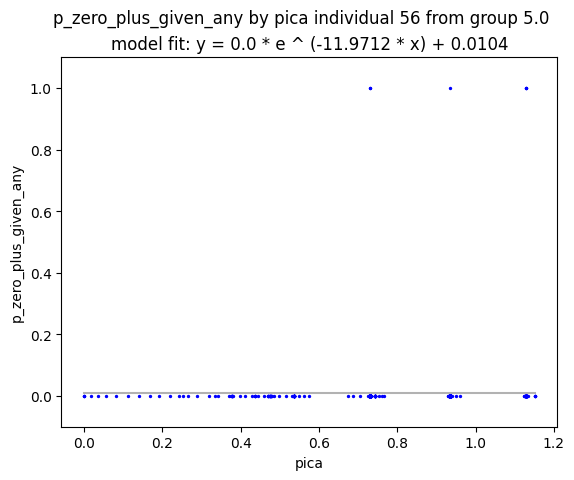 p_zero_plus_given_any by pica individual 56 from group 5.0
model fit: y = 0.0 * e ^ (-11.9712 * x) + 0.0104
1.0
0.8
0.6
0.4
0.2
0.0
p_zero_plus_given_any
0.0 0.2 0.4 0.6 0.8 1.0 1.2
pica